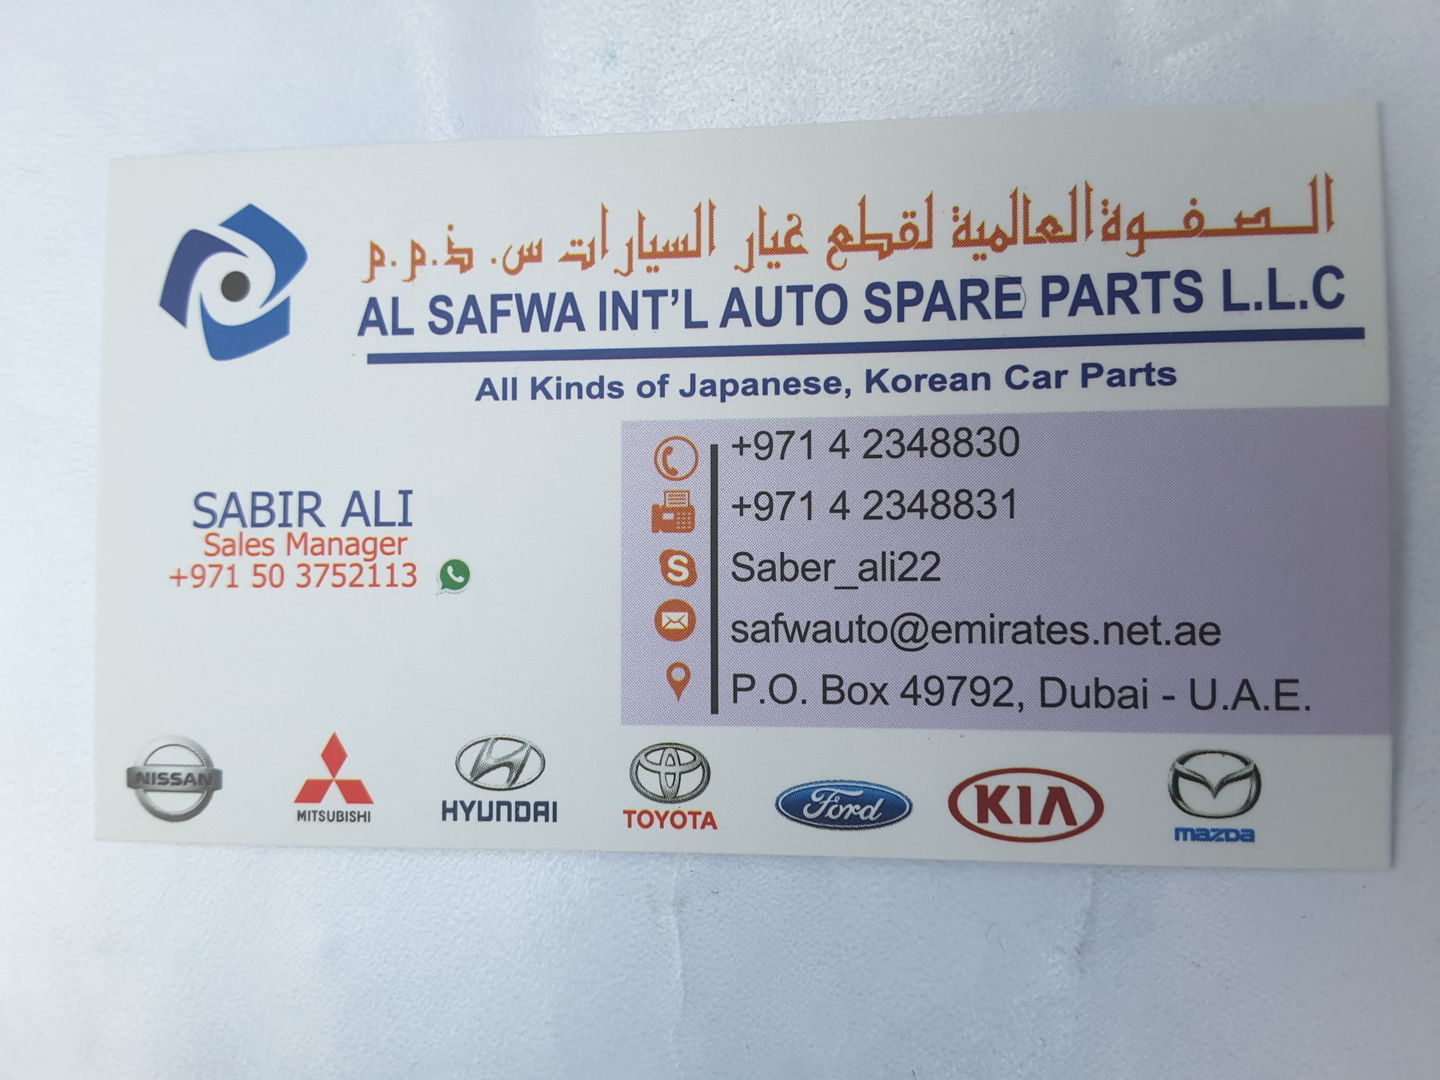 الصفوة العالمية لقطع غيار السيارات س. ذ.م.م
AL SAFWA INT'L AUTO SPARE PARTS L.L.C
All Kinds of Japanese, Korean Car Parts
+971 4 2348830
+971 4 2348831
Saber_ali22
safwauto@emirates.net.ae
P.O. Box 49792, Dubai - U.A.E.
SABIR ALI
Sales Manager
+971 50 3752113
NISSAN
MITSUBISHI
HYUNDAI
TOYOTA
Ford
KIA
mazda